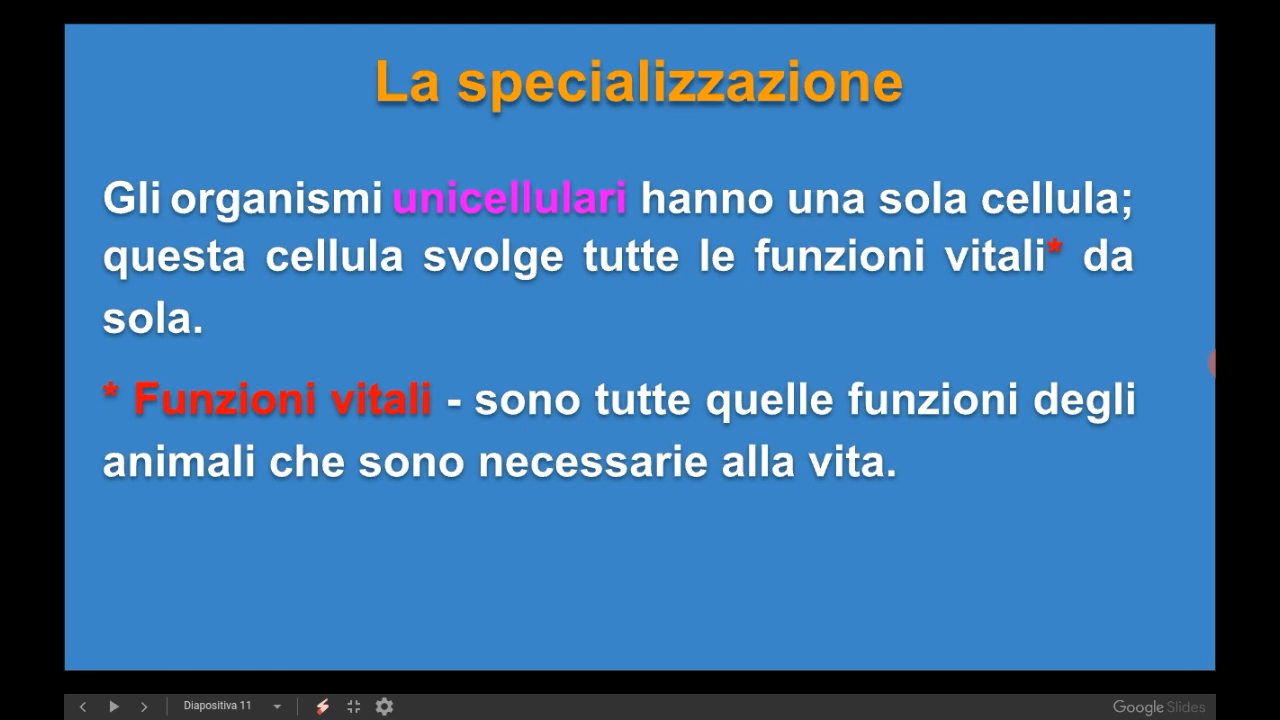 La specializzazione
Gli organismi unicellulari hanno una sola cellula;
questa cellula svolge tutte le funzioni vitali* da
sola.
* Funzioni vitali - sono tutte quelle funzioni degli
animali che sono necessarie alla vita.
Diapositiva 11
Google Slides